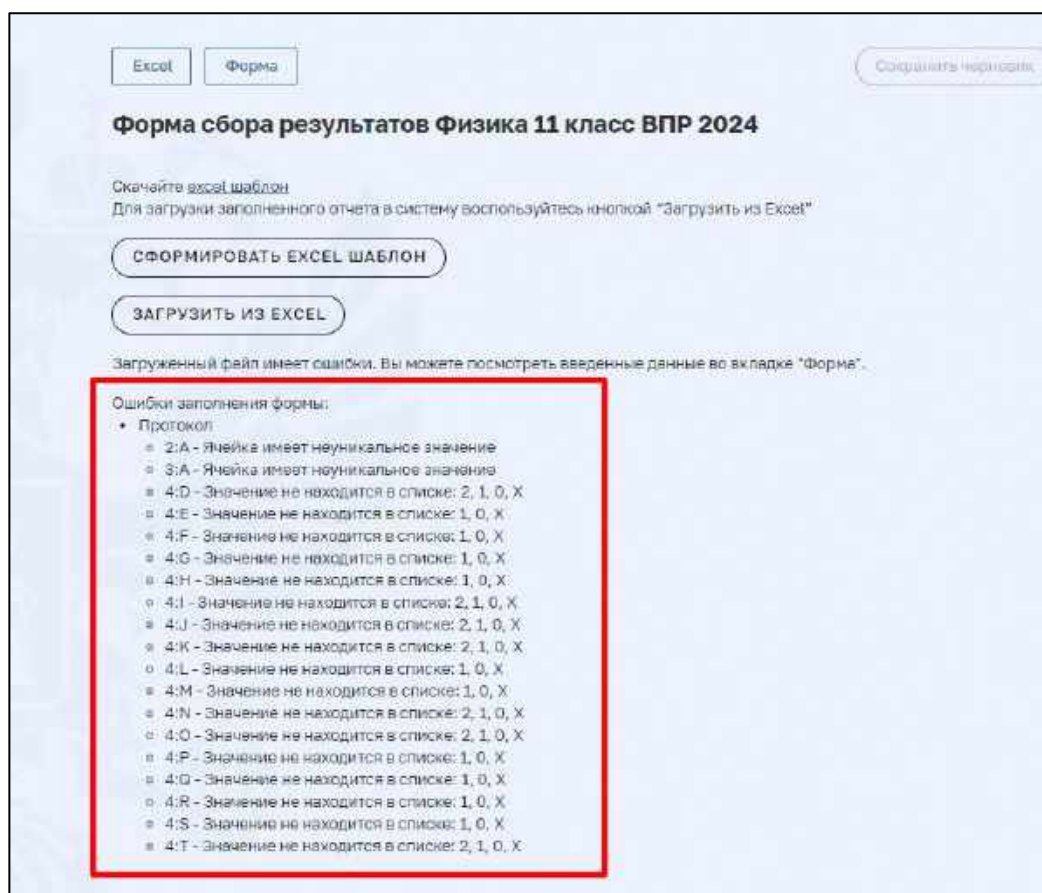 Excel Форма Сохранить черновик
Форма сбора результатов Физика 11 класс ВПР 2024
Скачайте excel шаблон
Для загрузки заполненного отчета в систему воспользуйтесь кнопкой "Загрузить из Excel"
СФОРМИРОВАТЬ EXCEL ШАБЛОН
ЗАГРУЗИТЬ ИЗ EXCEL
Загруженный файл имеет ошибки. Вы можете посмотреть введенные данные во вкладке "Форма".
Ошибки заполнения формы:
• Протокол
2:A - Ячейка имеет неуникальное значение
3:A - Ячейка имеет неуникальное значение
4:D - Значение не находится в списке: 2, 1, 0, X
4:E - Значение не находится в списке: 1, 0, X
4:F - Значение не находится в списке: 1, 0, X
4:G - Значение не находится в списке: 1, 0, X
4:H - Значение не находится в списке: 1, 0, X
4:I - Значение не находится в списке: 2, 1, 0, X
4:J - Значение не находится в списке: 2, 1, 0, X
4:K - Значение не находится в списке: 2, 1, 0, X
4:L - Значение не находится в списке: 1, 0, X
4:M - Значение не находится в списке: 1, 0, X
4:N - Значение не находится в списке: 2, 1, 0, X
4:O - Значение не находится в списке: 2, 1, 0, X
4:P - Значение не находится в списке: 1, 0, X
4:Q - Значение не находится в списке: 1, 0, X
4:R - Значение не находится в списке: 1, 0, X
4:S - Значение не находится в списке: 1, 0, X
4:T - Значение не находится в списке: 2, 1, 0, X